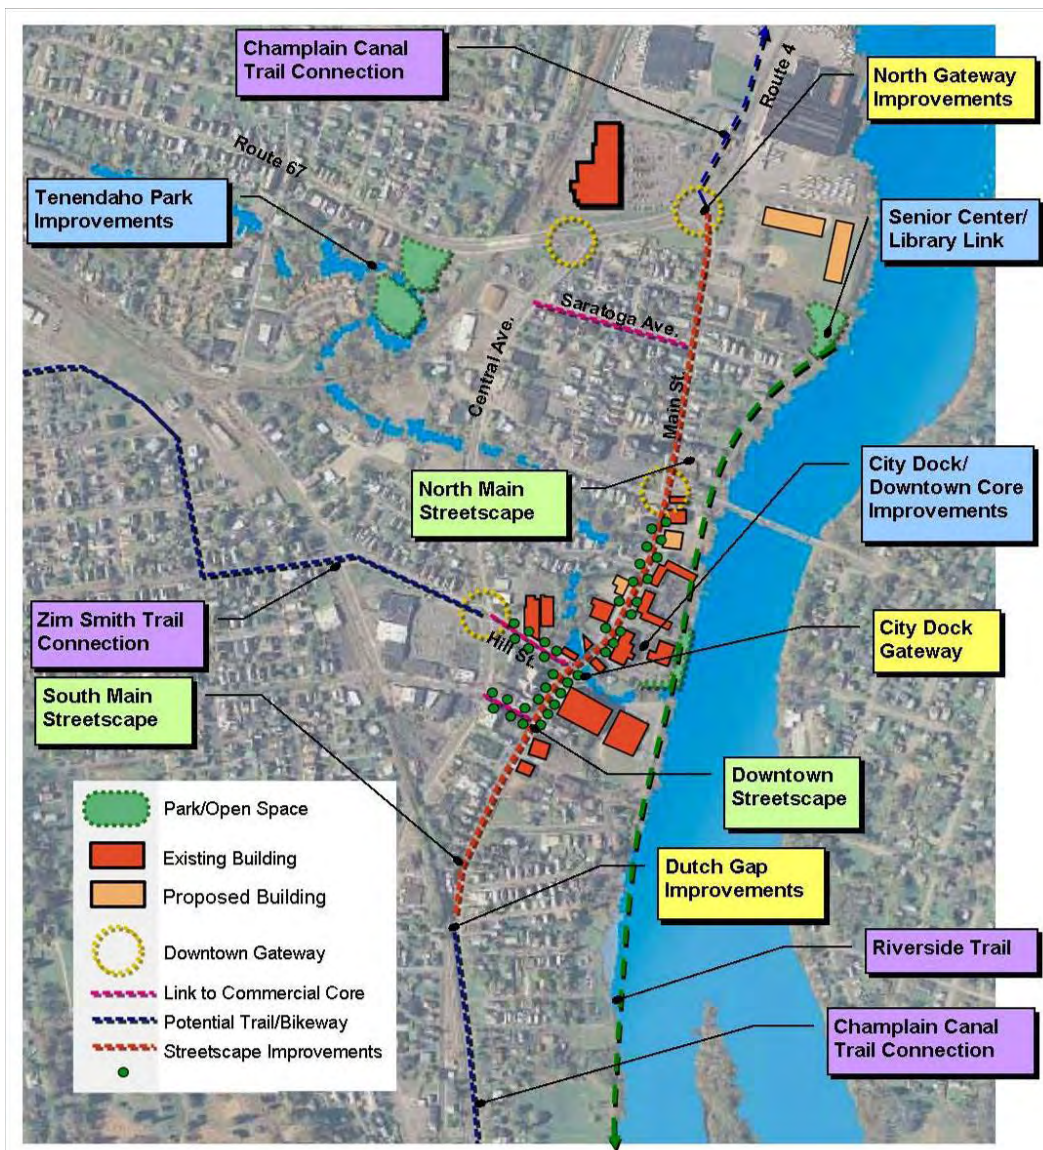 Champlain Canal
Trail Connection
Route 4
North Gateway
Improvements
Route 67
Tenendaho Park
Improvements
Senior Center/
Library Link
Saratoga Ave.
Central Ave.
Main St.
North Main
Streetscape
City Dock/
Downtown Core
Improvements
Zim Smith Trail
Connection
Hill St.
City Dock
Gateway
South Main
Streetscape
Downtown
Streetscape
Park/Open Space
Existing Building
Proposed Building
Downtown Gateway
Link to Commercial Core
Potential Trail/Bikeway
Streetscape Improvements
Dutch Gap
Improvements
Riverside Trail
Champlain Canal
Trail Connection